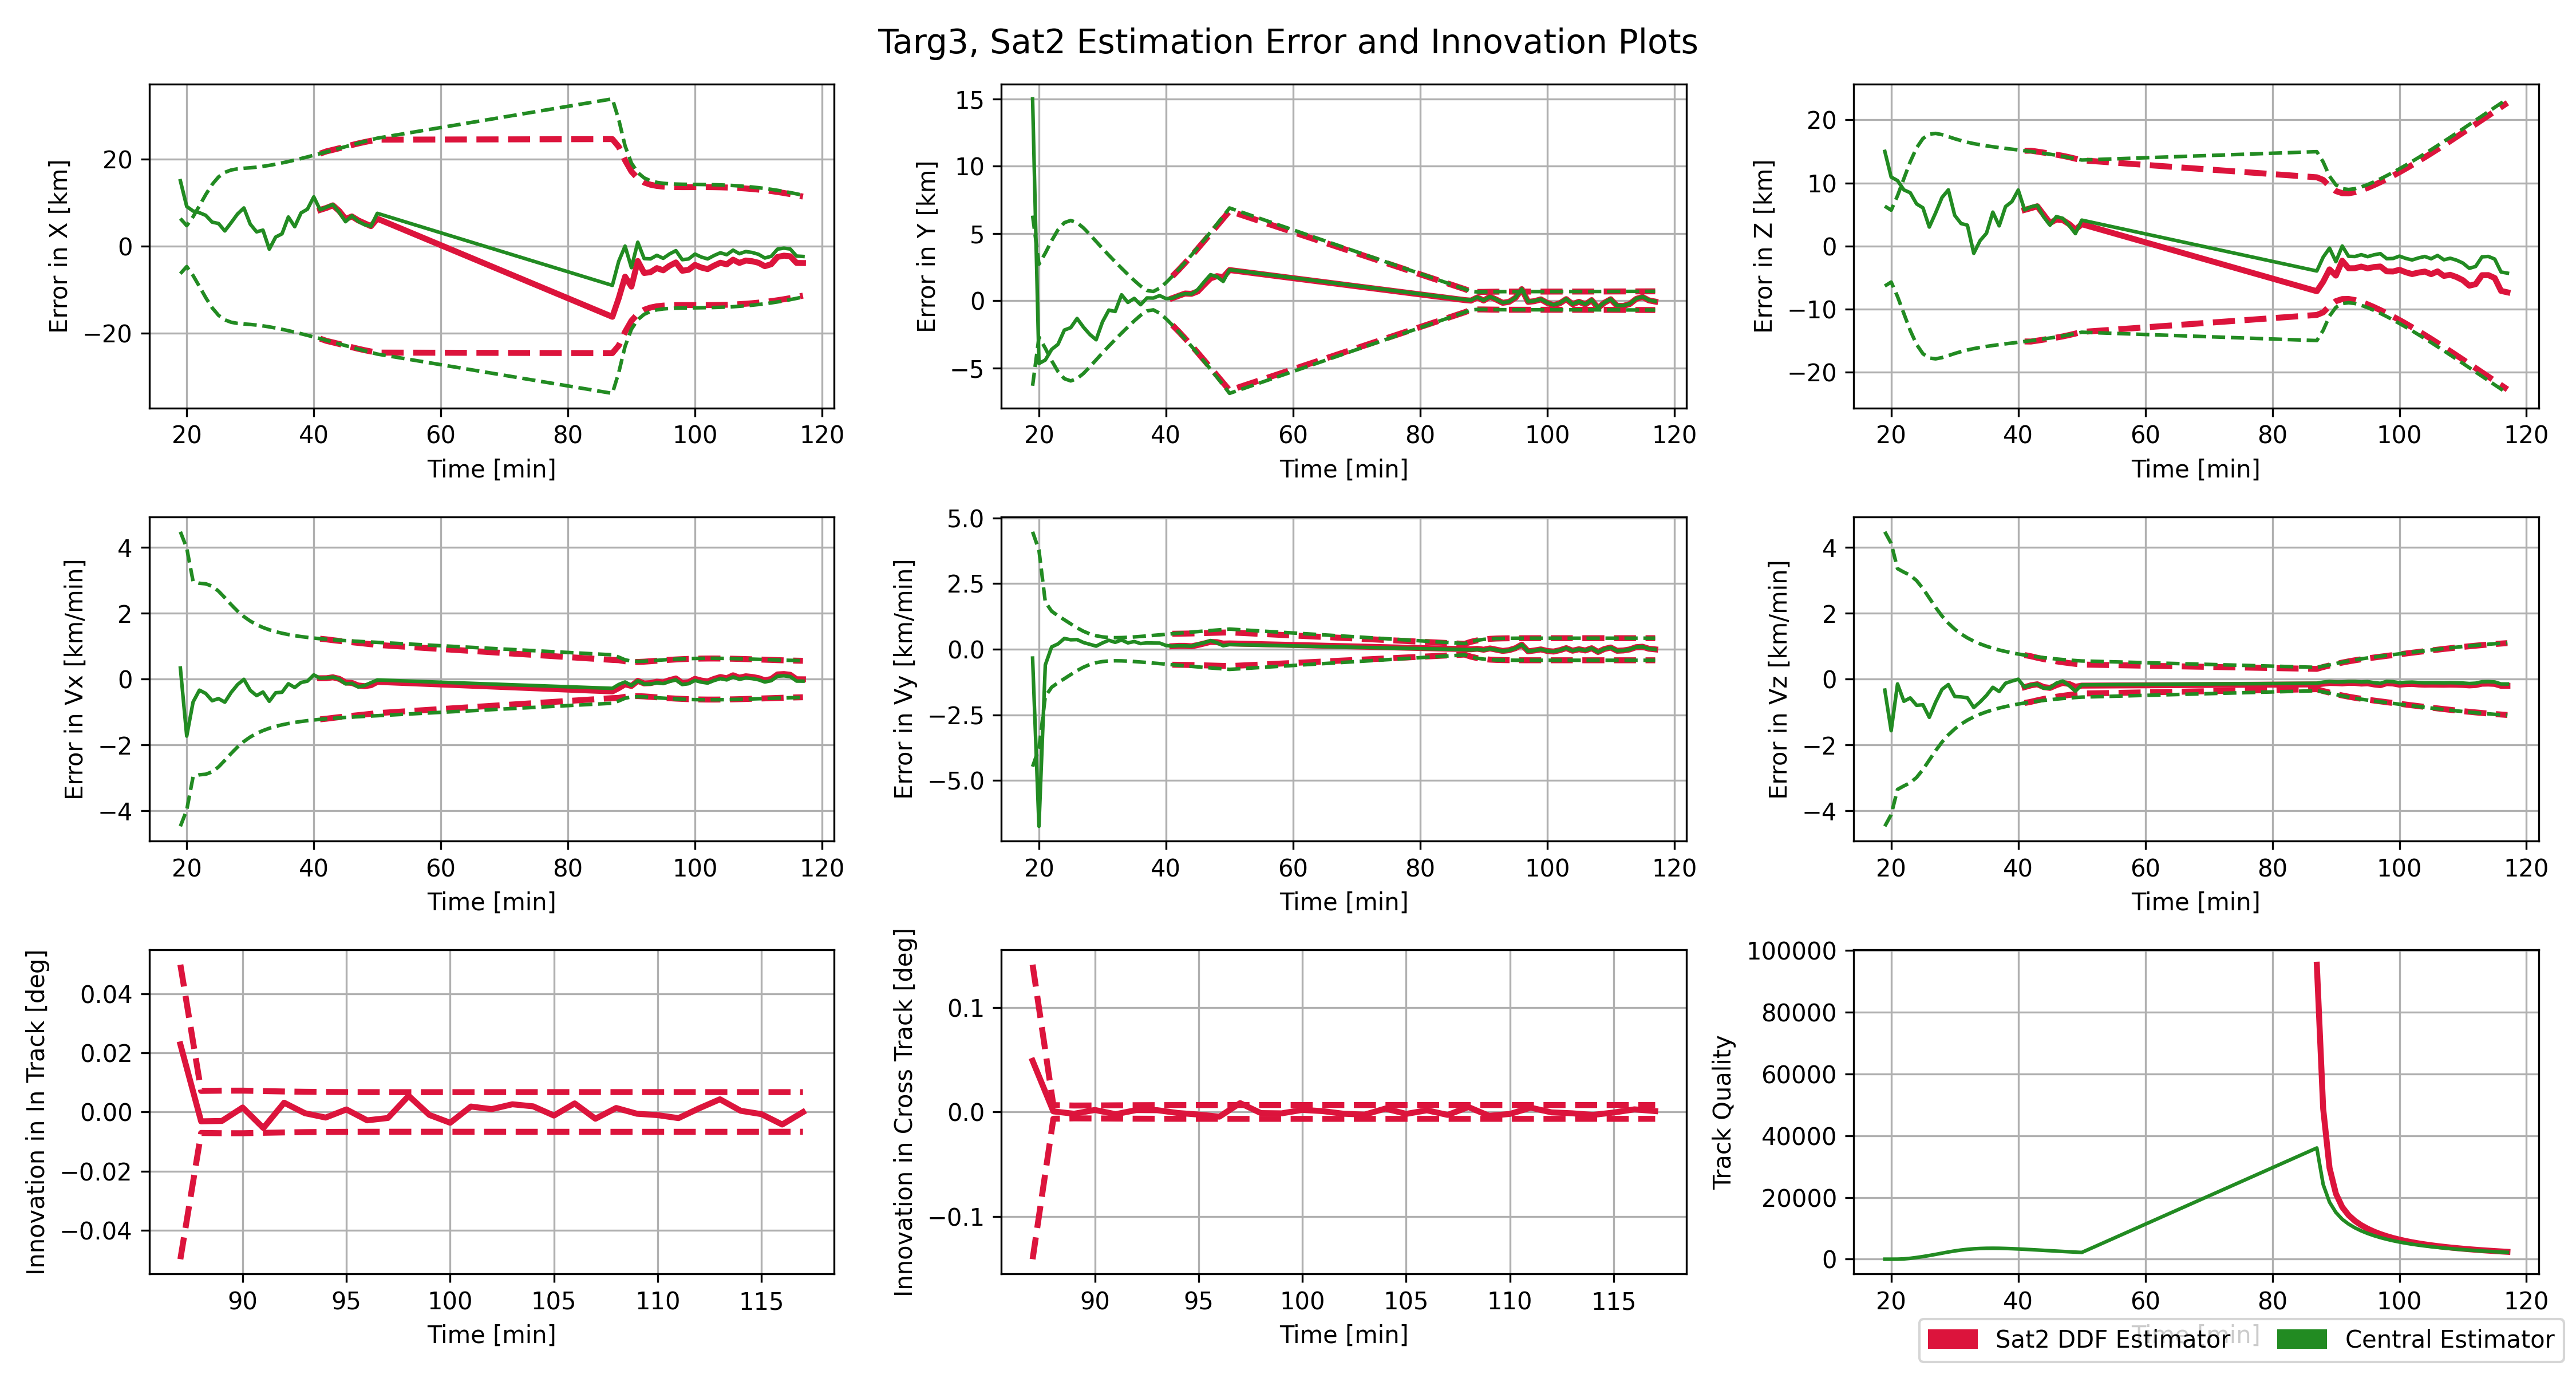 Targ3, Sat2 Estimation Error and Innovation Plots
Error in X [km]
20
0
−20
20 40 60 80 100 120
Time [min]
Error in Y [km]
15
10
5
0
−5
20 40 60 80 100 120
Time [min]
Error in Z [km]
20
10
0
−10
−20
20 40 60 80 100 120
Time [min]
Error in Vx [km/min]
4
2
0
−2
−4
20 40 60 80 100 120
Time [min]
Error in Vy [km/min]
5.0
2.5
0.0
−2.5
−5.0
20 40 60 80 100 120
Time [min]
Error in Vz [km/min]
4
2
0
−2
−4
20 40 60 80 100 120
Time [min]
Innovation in In Track [deg]
0.04
0.02
0.00
−0.02
−0.04
90 95 100 105 110 115
Time [min]
Innovation in Cross Track [deg]
0.1
0.0
−0.1
90 95 100 105 110 115
Time [min]
Track Quality
100000
80000
60000
40000
20000
0
20 40 60 80 100 120
Time [min]
Sat2 DDF Estimator Central Estimator